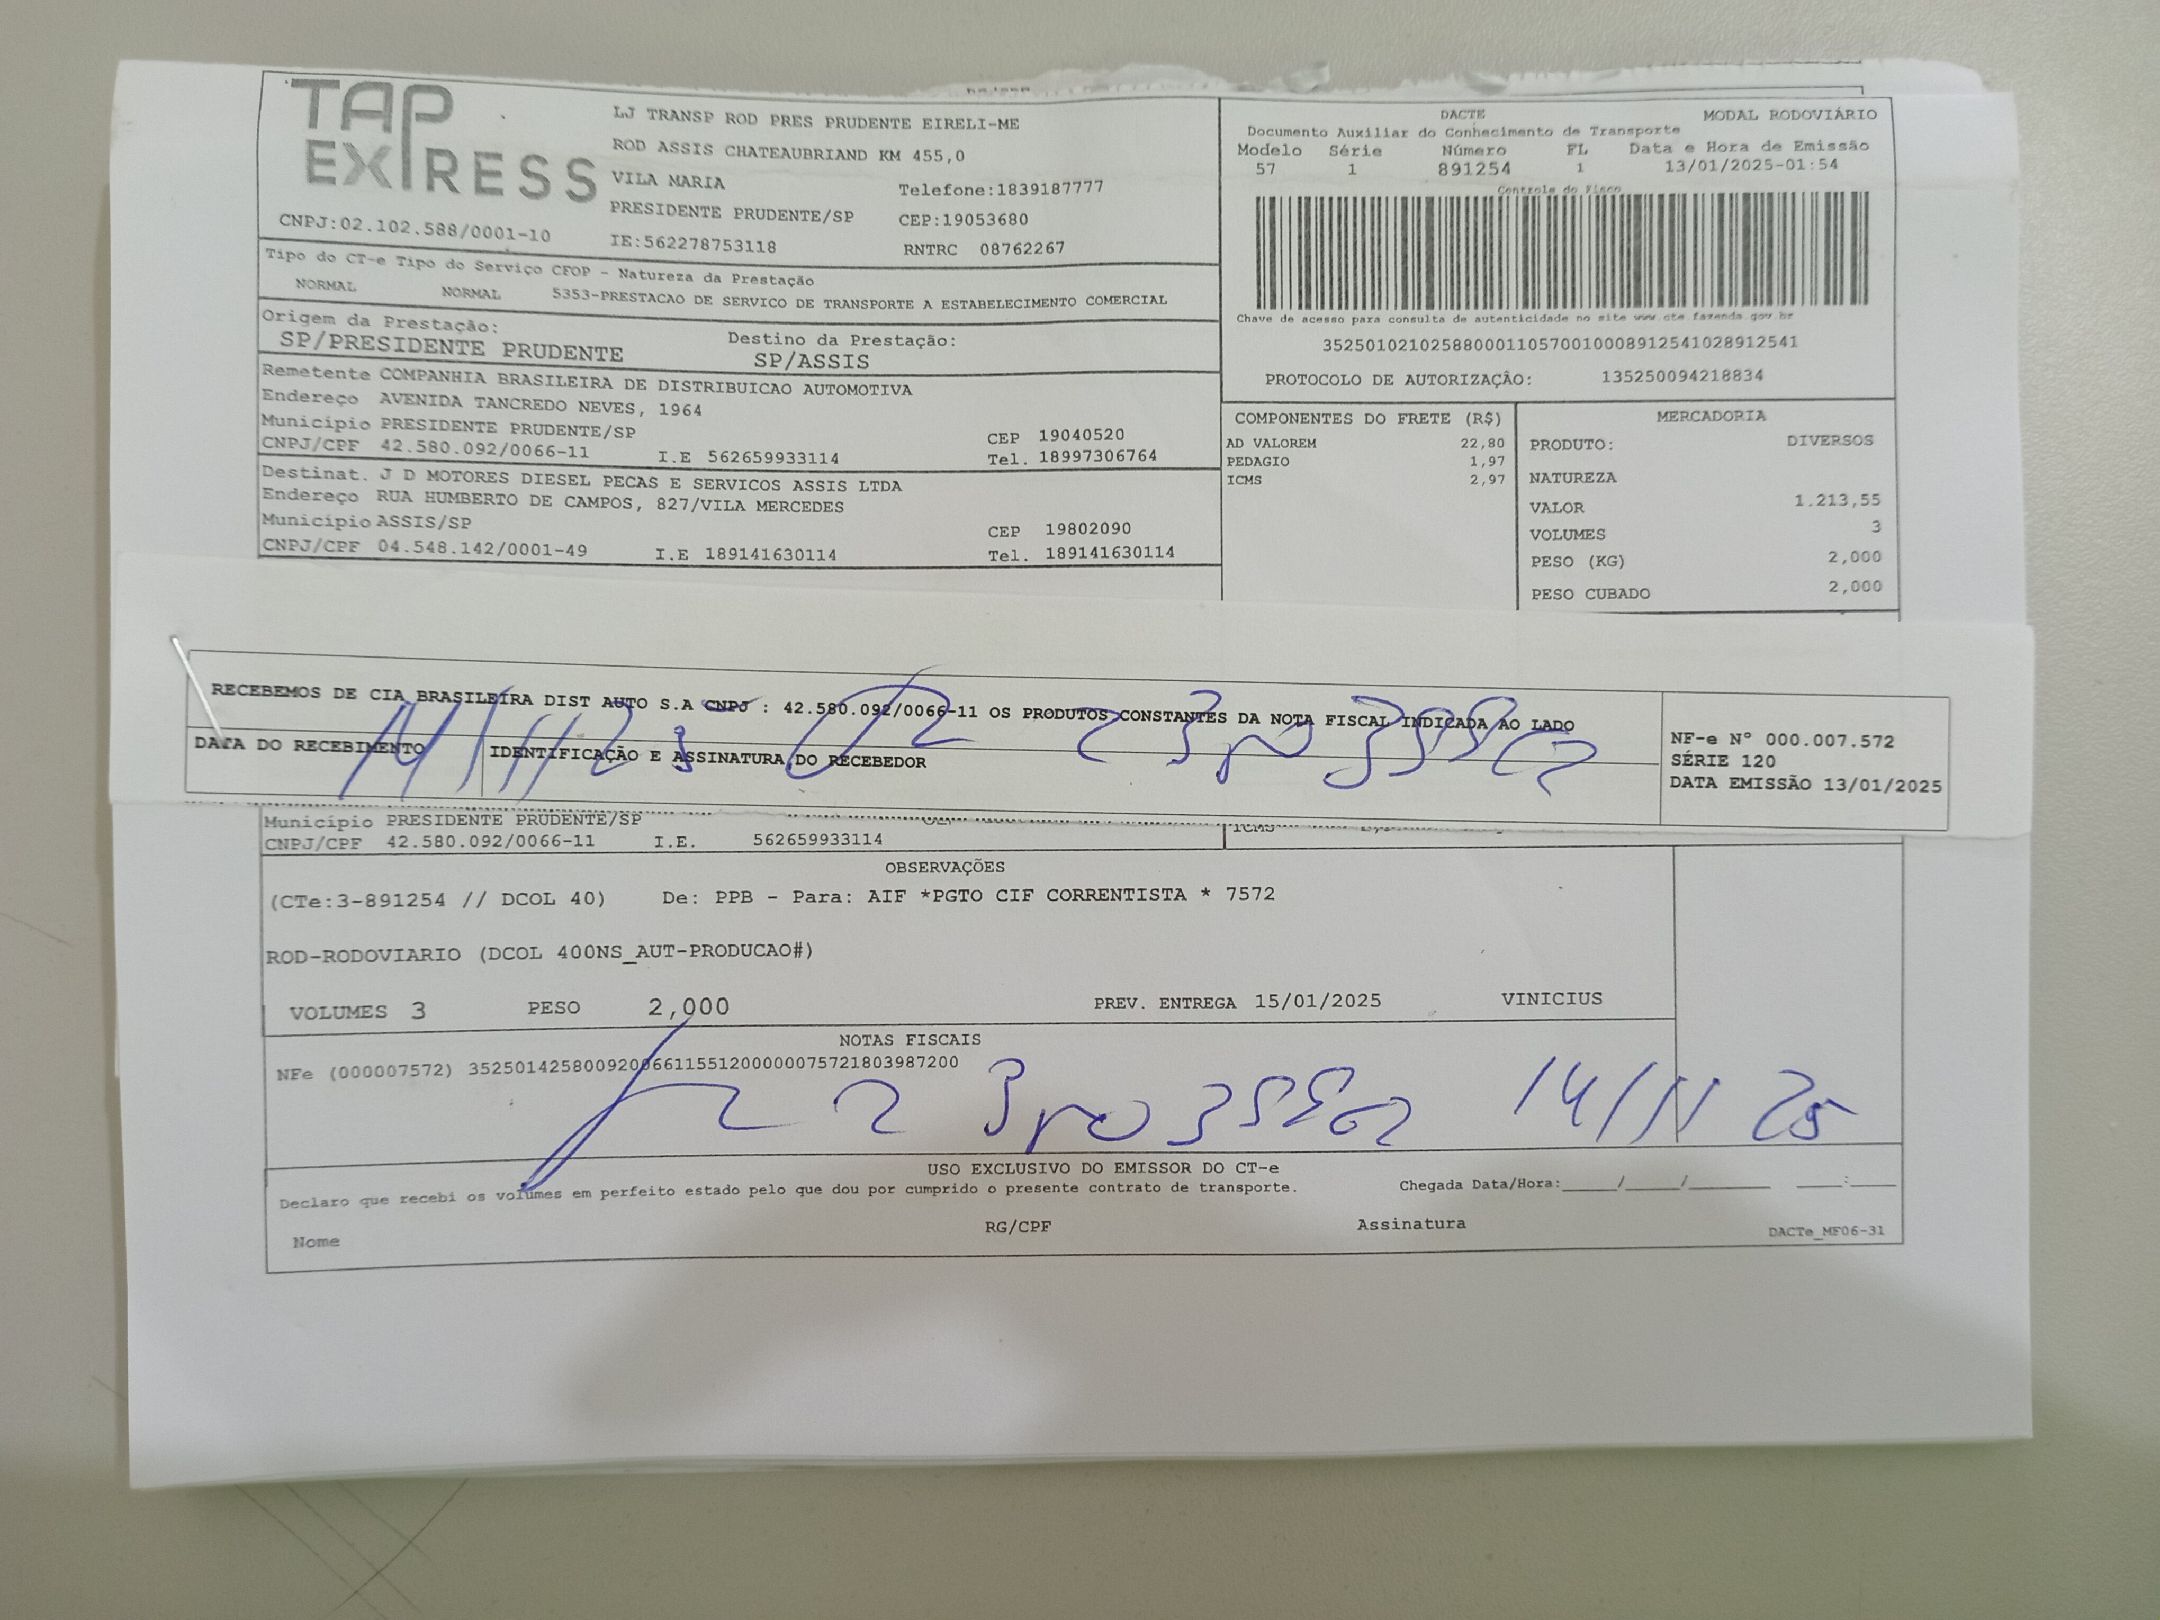 TAP
EXPRESS
CNPJ:02.102.588/0001-10
LJ TRANSP ROD PRES PRUDENTE EIRELI-ME
ROD ASSIS CHATEAUBRIAND KM 455,0
VILA MARIA Telefone:1839187777
PRESIDENTE PRUDENTE/SP CEP:19053680
IE:562278753118 RNTRC 08762267
DACTE MODAL RODOVIÁRIO
Documento Auxiliar do Conhecimento de Transporte
Modelo Série Número FL Data e Hora de Emissão
57 1 891254 1 13/01/2025-01:54
Controle do Fisco
Chave de acesso para consulta de autenticidade no site www.cte.fazenda.gov.br
35250102102588000110570010008912541028912541
PROTOCOLO DE AUTORIZAÇÃO: 135250094218834
Tipo do CT-e Tipo do Serviço CFOP - Natureza da Prestação
NORMAL NORMAL 5353-PRESTACAO DE SERVICO DE TRANSPORTE A ESTABELECIMENTO COMERCIAL
Origem da Prestação: Destino da Prestação:
SP/PRESIDENTE PRUDENTE SP/ASSIS
Remetente COMPANHIA BRASILEIRA DE DISTRIBUICAO AUTOMOTIVA
Endereço AVENIDA TANCREDO NEVES, 1964
Município PRESIDENTE PRUDENTE/SP CEP 19040520
CNPJ/CPF 42.580.092/0066-11 I.E 562659933114 Tel. 18997306764
Destinat. J D MOTORES DIESEL PECAS E SERVICOS ASSIS LTDA
Endereço RUA HUMBERTO DE CAMPOS, 827/VILA MERCEDES
Município ASSIS/SP CEP 19802090
CNPJ/CPF 04.548.142/0001-49 I.E 189141630114 Tel. 189141630114
COMPONENTES DO FRETE (R$)
AD VALOREM 22,80
PEDAGIO 1,97
ICMS 2,97
MERCADORIA
PRODUTO: DIVERSOS
NATUREZA
VALOR 1.213,55
VOLUMES 3
PESO (KG) 2,000
PESO CUBADO 2,000
RECEBEMOS DE CIA BRASILEIRA DIST AUTO S.A CNPJ : 42.580.092/0066-11 OS PRODUTOS CONSTANTES DA NOTA FISCAL INDICADA AO LADO
DATA DO RECEBIMENTO IDENTIFICAÇÃO E ASSINATURA DO RECEBEDOR
NF-e N° 000.007.572
SÉRIE 120
DATA EMISSÃO 13/01/2025
Município PRESIDENTE PRUDENTE/SP
CNPJ/CPF 42.580.092/0066-11 I.E. 562659933114
OBSERVAÇÕES
(CTe:3-891254 // DCOL 40) De: PPB - Para: AIF *PGTO CIF CORRENTISTA * 7572
ROD-RODOVIARIO (DCOL 400NS_AUT-PRODUCAO#)
VOLUMES 3 PESO 2,000 PREV. ENTREGA 15/01/2025 VINICIUS
NOTAS FISCAIS
NFe (000007572) 35250142580092006611551200000075721803987200
USO EXCLUSIVO DO EMISSOR DO CT-e
Declaro que recebi os volumes em perfeito estado pelo que dou por cumprido o presente contrato de transporte. Chegada Data/Hora:____/____/______ ____:____
Nome RG/CPF Assinatura DACTe_MF06-31